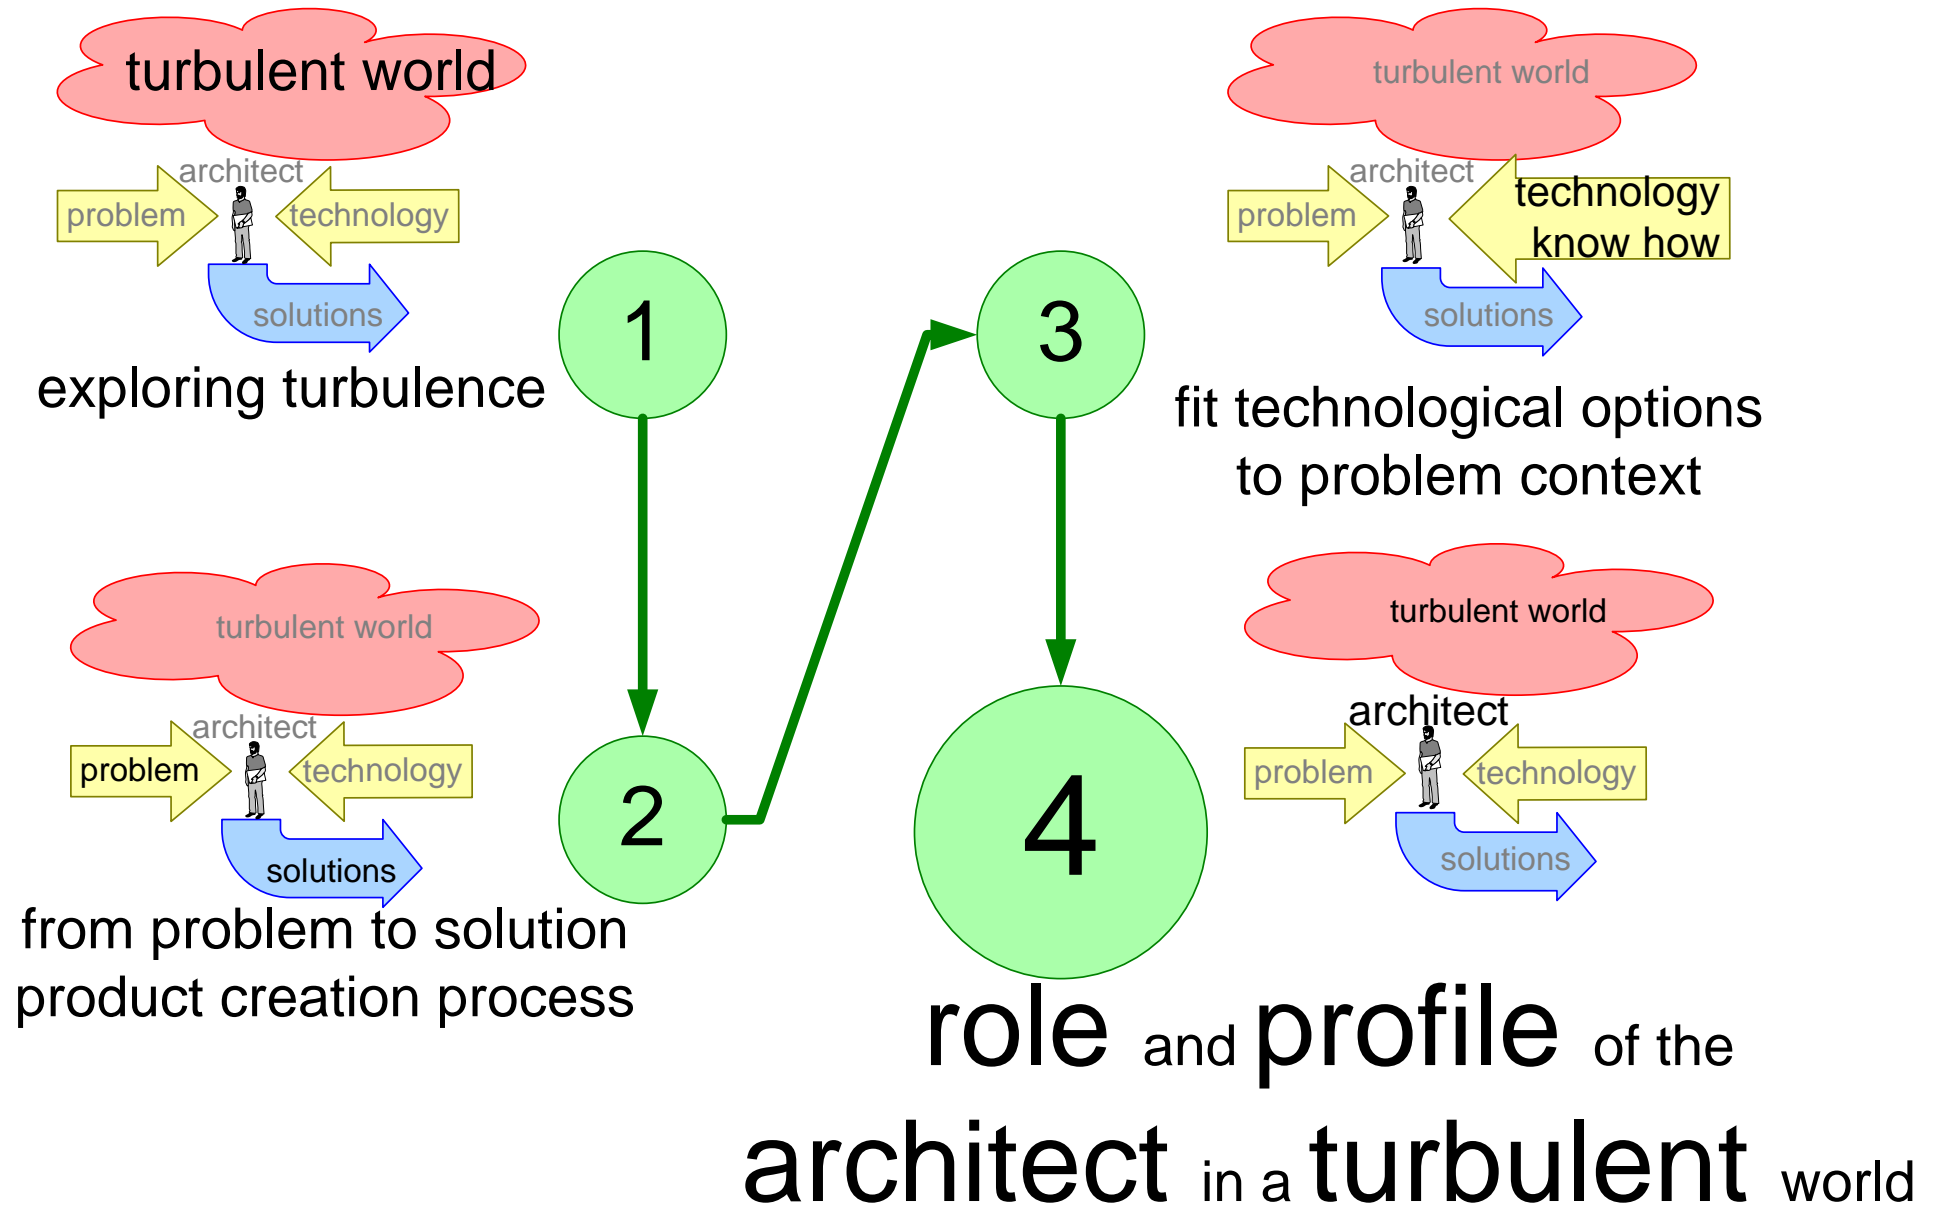 turbulent world
architect
problem
technology
solutions
exploring turbulence
1
turbulent world
architect
problem
technology
solutions
from problem to solution
product creation process
2
3
turbulent world
architect
problem
technology
know how
solutions
fit technological options
to problem context
4
turbulent world
architect
problem
technology
solutions
role and profile of the
architect in a turbulent world